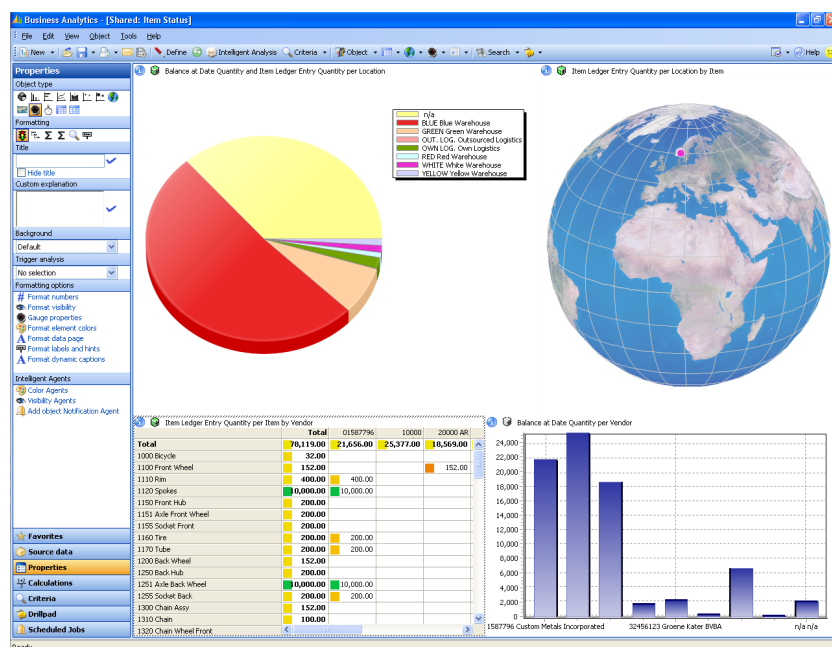 Business Analytics - [Shared: Item Status]
File Edit View Object Tools Help
New Define Intelligent Analysis Criteria Object Search Help
Properties
Object type
Formatting
Title
Hide title
Custom explanation
Background
Default
Trigger analysis
No selection
Formatting options
Format numbers
Format visibility
Gauge properties
Format element colors
Format data page
Format labels and hints
Format dynamic captions
Intelligent Agents
Color Agents
Visibility Agents
Add object Notification Agent
Favorites
Source data
Properties
Calculations
Criteria
Drillpad
Scheduled Jobs
Ready
Balance at Date Quantity and Item Ledger Entry Quantity per Location
n/a
BLUE Blue Warehouse
GREEN Green Warehouse
OUT. LOG. Outsourced Logistics
OWN LOG. Own Logistics
RED Red Warehouse
WHITE White Warehouse
YELLOW Yellow Warehouse
Item Ledger Entry Quantity per Location by Item
Item Ledger Entry Quantity per Item by Vendor
Total 01587796 10000 20000 AR
Total 78,119.00 21,656.00 25,377.00 18,569.00
1000 Bicycle 32.00
1100 Front Wheel 152.00 152.00
1110 Rim 400.00 400.00
1120 Spokes 10,000.00 10,000.00
1150 Front Hub 200.00
1151 Axle Front Wheel 200.00
1155 Socket Front 200.00
1160 Tire 200.00 200.00
1170 Tube 200.00 200.00
1200 Back Wheel 152.00
1250 Back Hub 200.00
1251 Axle Back Wheel 10,000.00 10,000.00
1255 Socket Back 200.00 200.00
1300 Chain Assy 152.00
1310 Chain 100.00
1320 Chain Wheel Front
Balance at Date Quantity per Vendor
24,000
22,000
20,000
18,000
16,000
14,000
12,000
10,000
8,000
6,000
4,000
2,000
0
1587796 Custom Metals Incorporated 32456123 Groene Kater BVBA n/a n/a